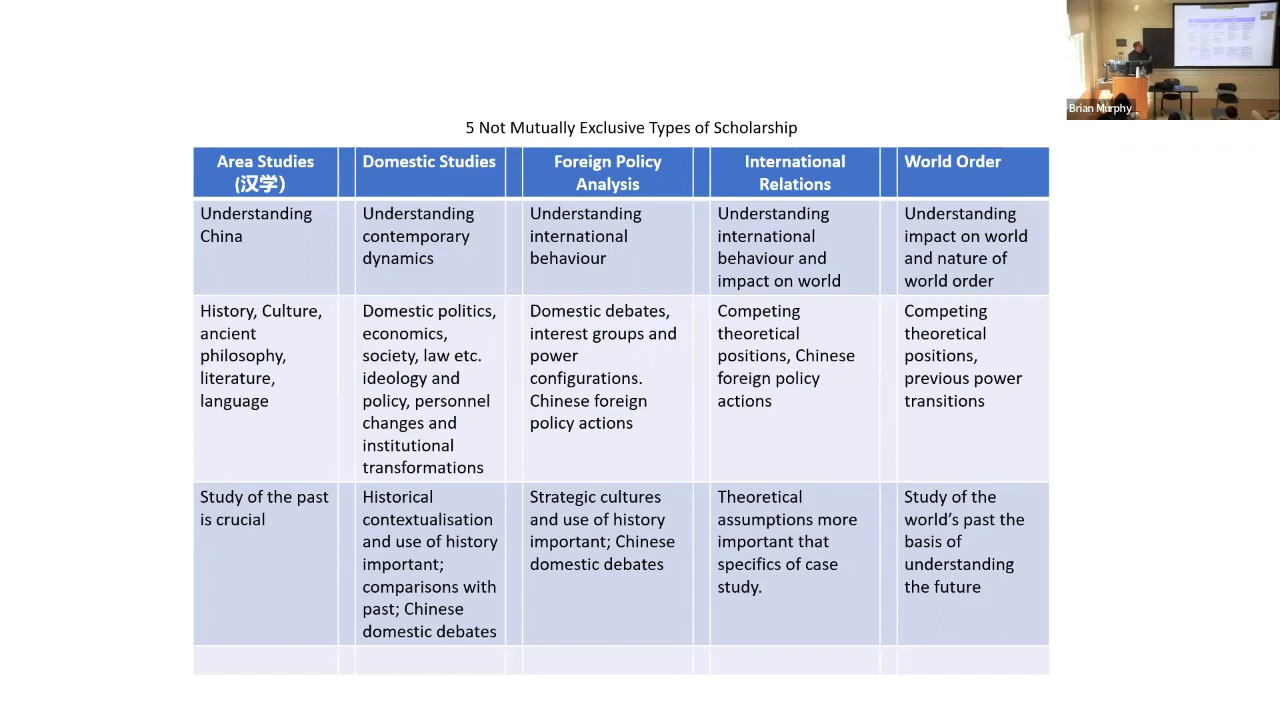 Brian Murphy
5 Not Mutually Exclusive Types of Scholarship
Area Studies
(汉学)
Domestic Studies
Foreign Policy
Analysis
International
Relations
World Order
Understanding
China
Understanding
contemporary
dynamics
Understanding
international
behaviour
Understanding
international
behaviour and
impact on world
Understanding
impact on world
and nature of
world order
History, Culture,
ancient
philosophy,
literature,
language
Domestic politics,
economics,
society, law etc.
ideology and
policy, personnel
changes and
institutional
transformations
Domestic debates,
interest groups and
power
configurations.
Chinese foreign
policy actions
Competing
theoretical
positions, Chinese
foreign policy
actions
Competing
theoretical
positions,
previous power
transitions
Study of the past
is crucial
Historical
contextualisation
and use of history
important;
comparisons with
past; Chinese
domestic debates
Strategic cultures
and use of history
important; Chinese
domestic debates
Theoretical
assumptions more
important that
specifics of case
study.
Study of the
world’s past the
basis of
understanding
the future